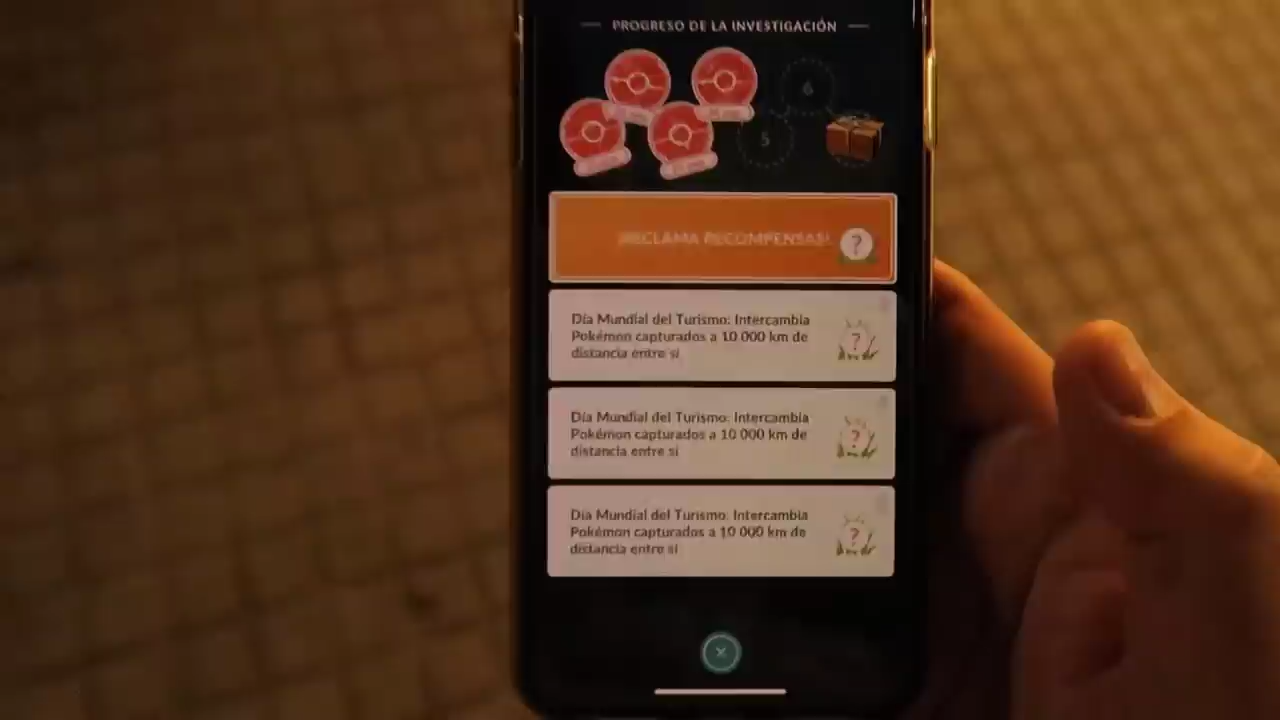 PROGRESO DE LA INVESTIGACIÓN
6
5
¡RECLAMA RECOMPENSAS!
?
Día Mundial del Turismo: Intercambia
Pokémon capturados a 10 000 km de
distancia entre sí
?
Día Mundial del Turismo: Intercambia
Pokémon capturados a 10 000 km de
distancia entre sí
?
Día Mundial del Turismo: Intercambia
Pokémon capturados a 10 000 km de
distancia entre sí
?